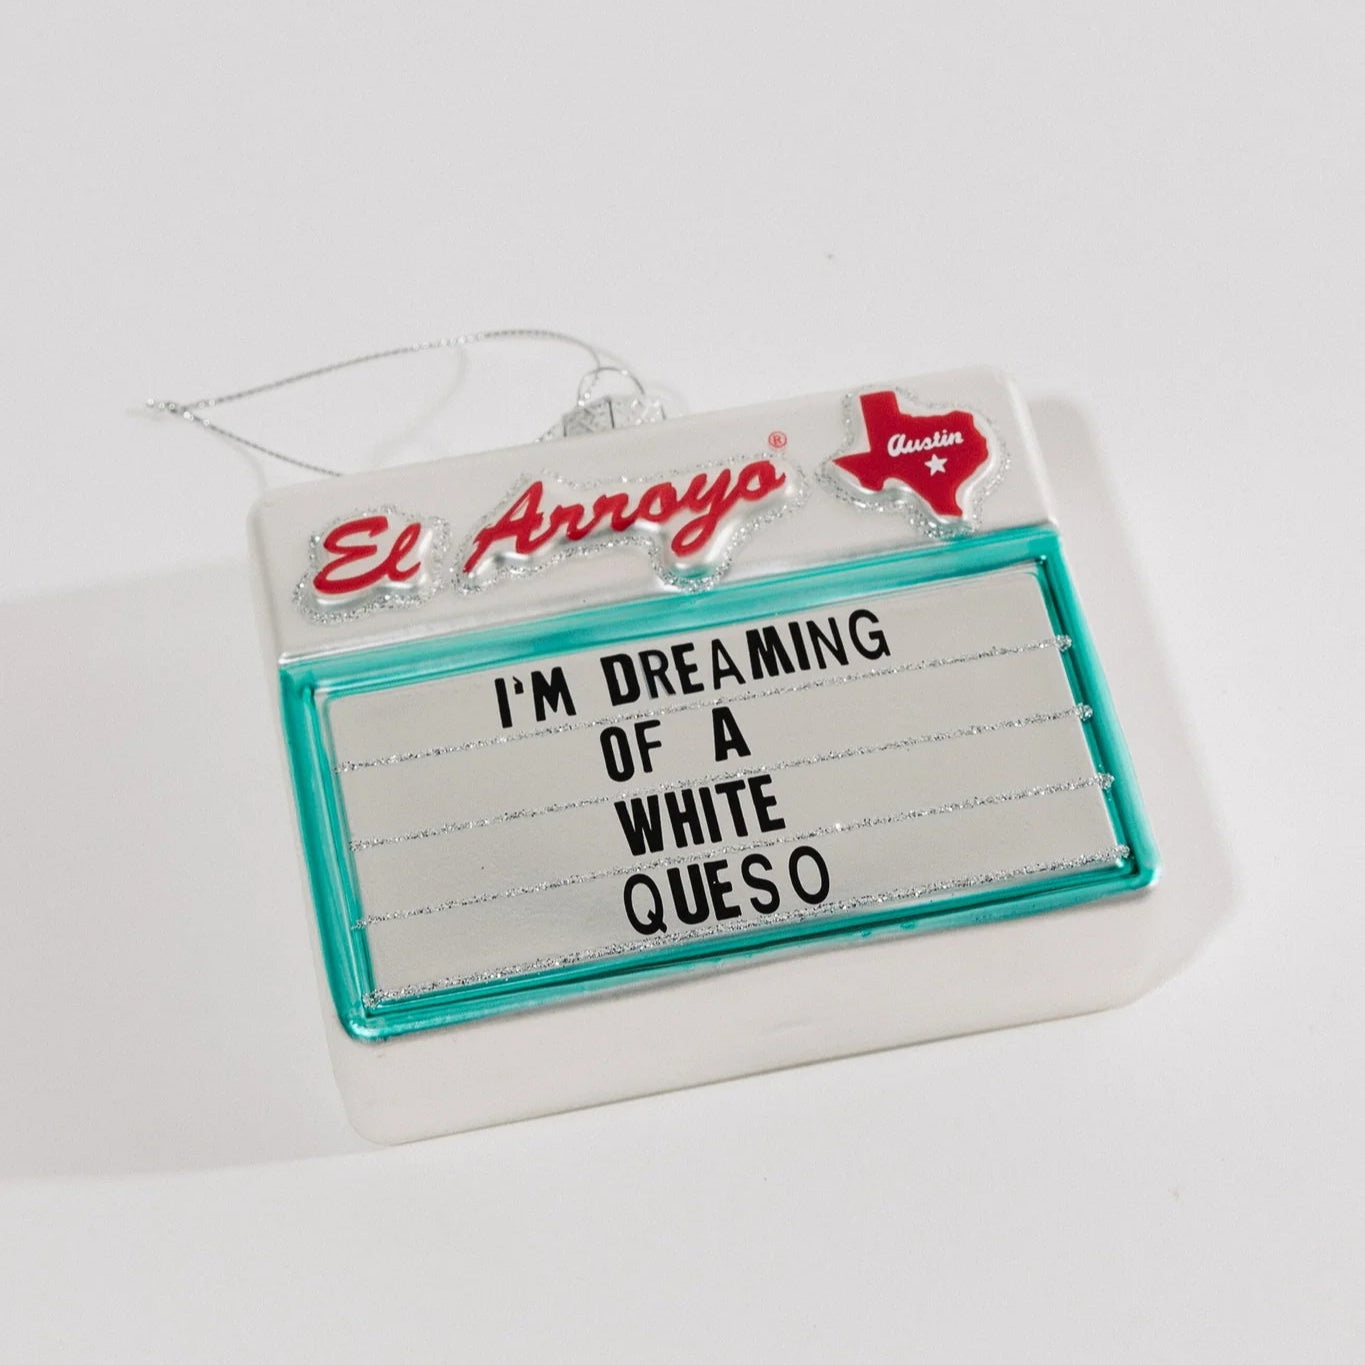 El Arroyo®
Austin
I'M DREAMING
OF A
WHITE
QUESO